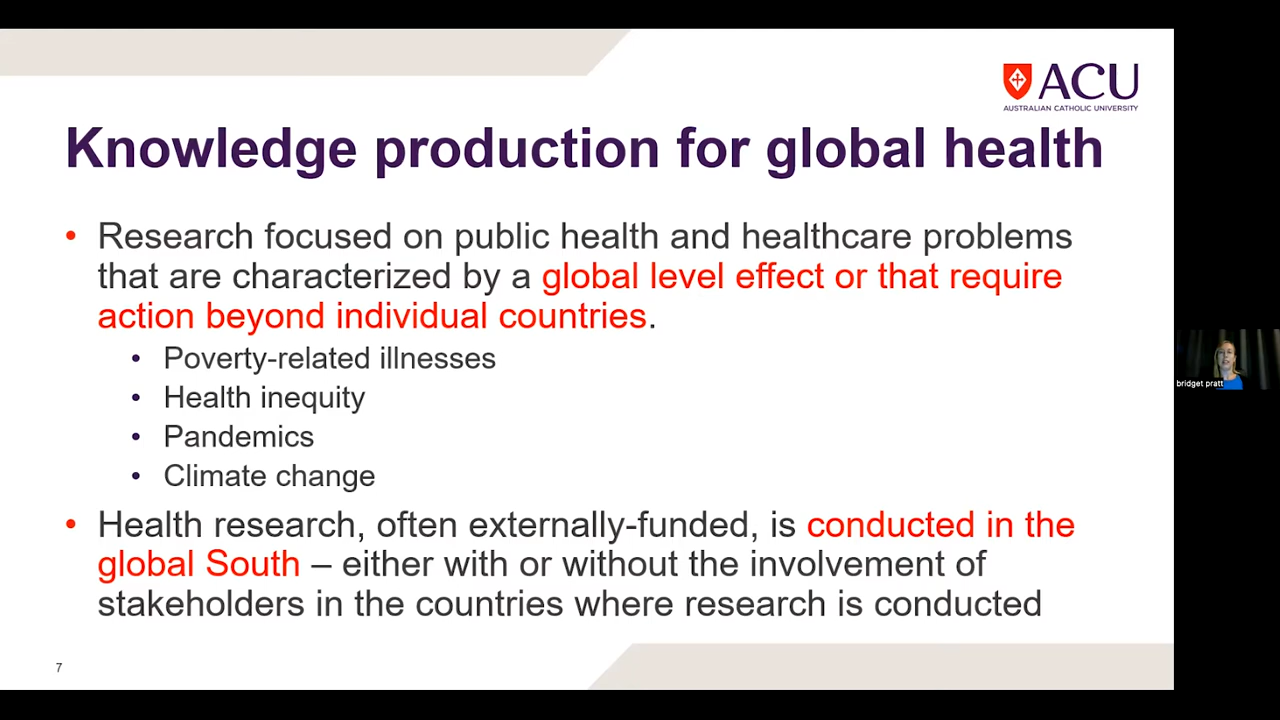 ACU
AUSTRALIAN CATHOLIC UNIVERSITY
Knowledge production for global health
• Research focused on public health and healthcare problems
that are characterized by a global level effect or that require
action beyond individual countries.
• Poverty-related illnesses
• Health inequity
• Pandemics
• Climate change
• Health research, often externally-funded, is conducted in the
global South – either with or without the involvement of
stakeholders in the countries where research is conducted
7
bridget pratt